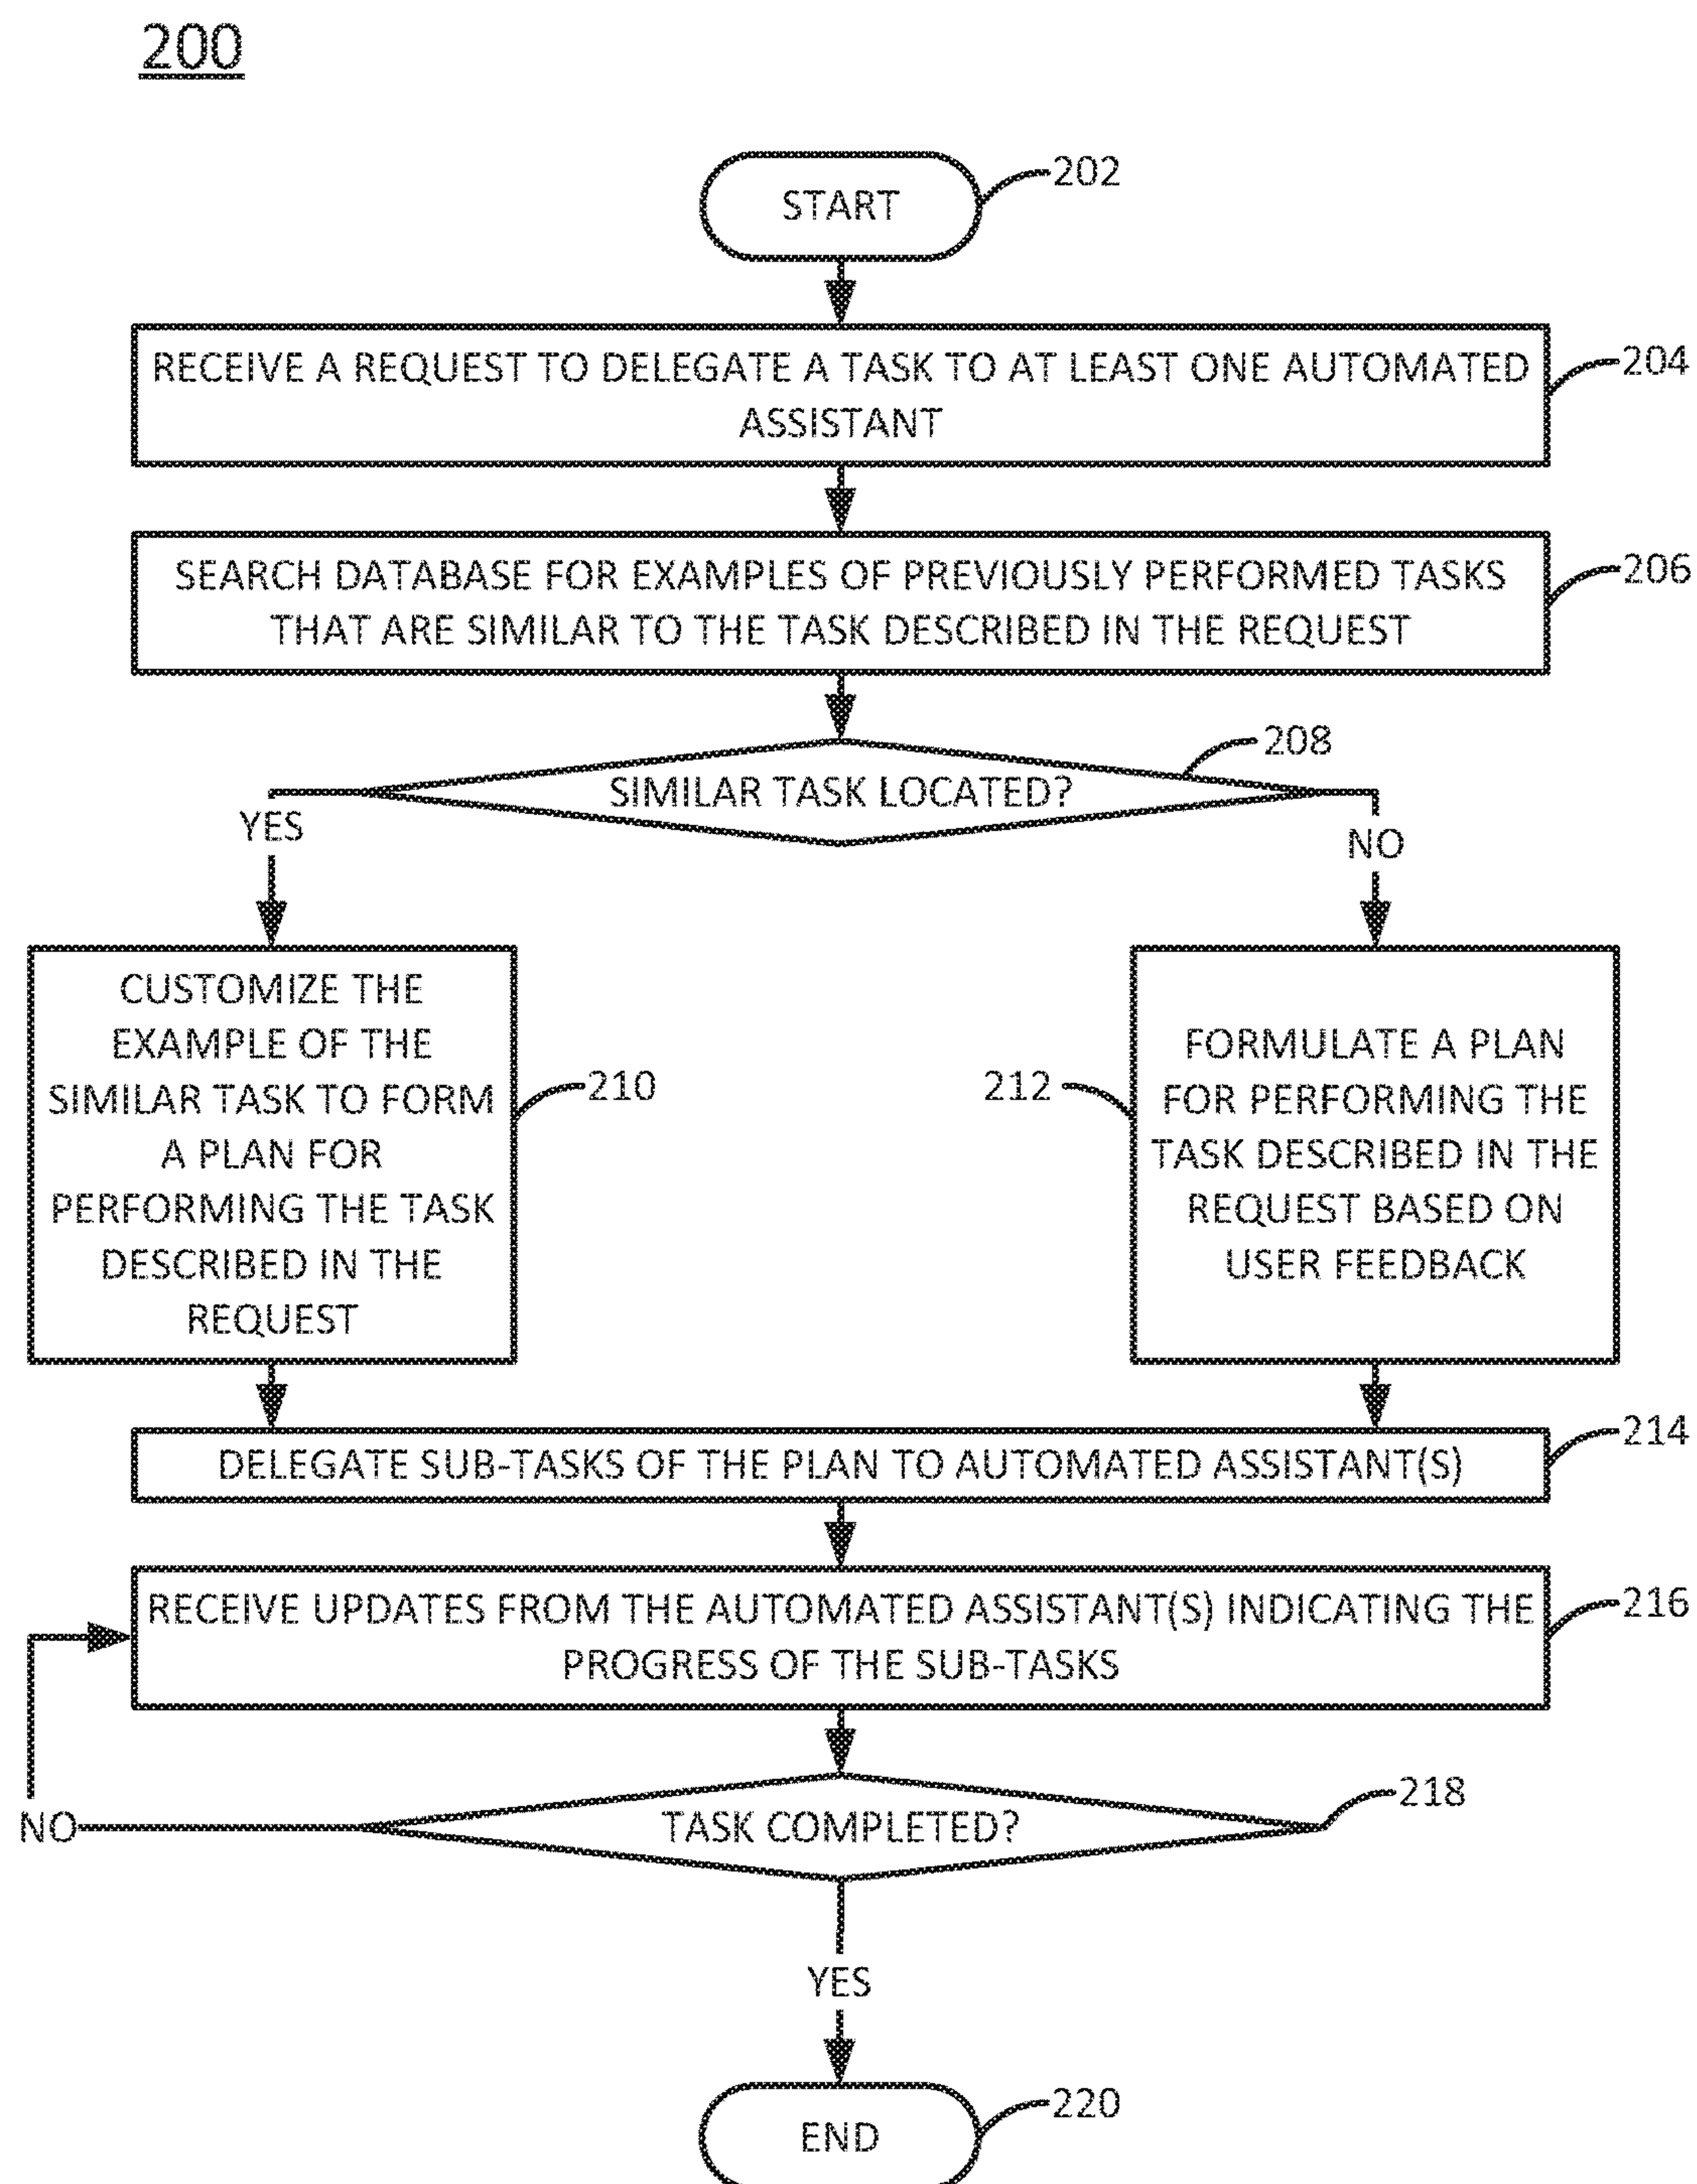 200
START
202
RECEIVE A REQUEST TO DELEGATE A TASK TO AT LEAST ONE AUTOMATED
ASSISTANT
204
SEARCH DATABASE FOR EXAMPLES OF PREVIOUSLY PERFORMED TASKS
THAT ARE SIMILAR TO THE TASK DESCRIBED IN THE REQUEST
206
SIMILAR TASK LOCATED?
208
YES
NO
CUSTOMIZE THE
EXAMPLE OF THE
SIMILAR TASK TO FORM
A PLAN FOR
PERFORMING THE TASK
DESCRIBED IN THE
REQUEST
210
212
FORMULATE A PLAN
FOR PERFORMING THE
TASK DESCRIBED IN THE
REQUEST BASED ON
USER FEEDBACK
DELEGATE SUB-TASKS OF THE PLAN TO AUTOMATED ASSISTANT(S)
214
RECEIVE UPDATES FROM THE AUTOMATED ASSISTANT(S) INDICATING THE
PROGRESS OF THE SUB-TASKS
216
TASK COMPLETED?
218
NO
YES
END
220